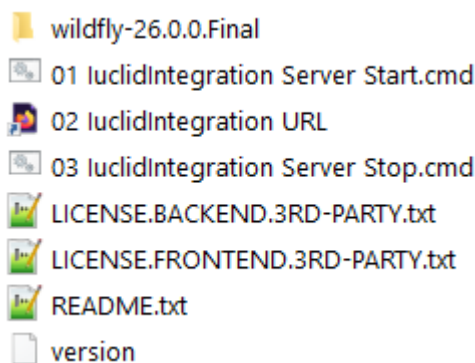 wildfly-26.0.0.Final
01 IuclidIntegration Server Start.cmd
02 IuclidIntegration URL
03 IuclidIntegration Server Stop.cmd
LICENSE.BACKEND.3RD-PARTY.txt
LICENSE.FRONTEND.3RD-PARTY.txt
README.txt
version